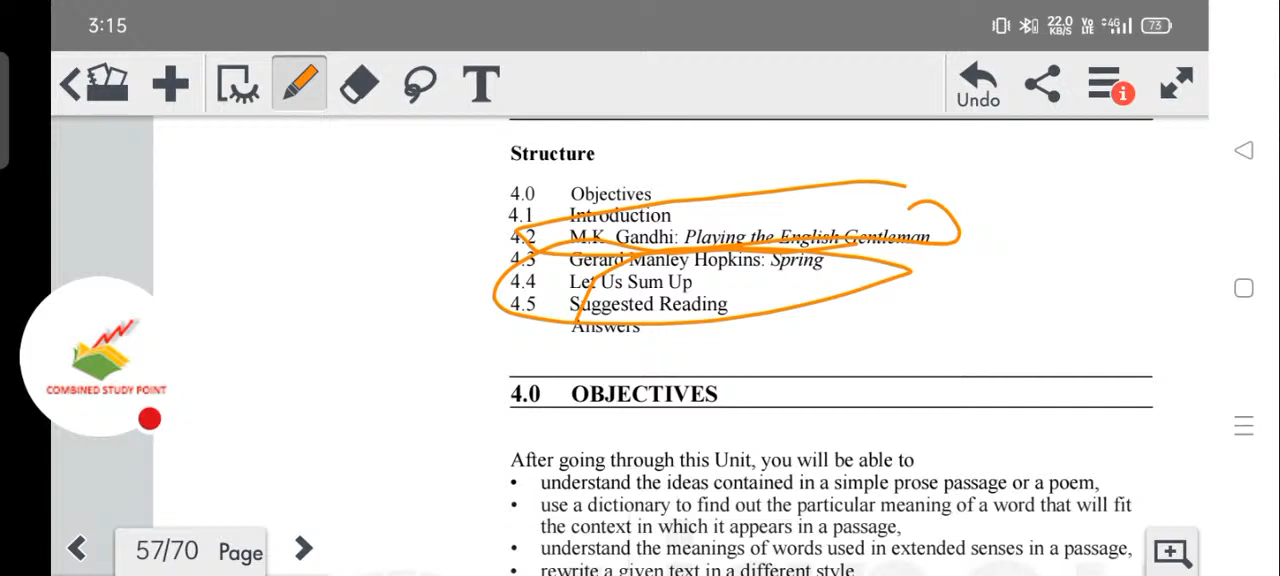 3:15
22.0
KB/S
Vo
LTE
4G
73
T
Undo
i
Structure
4.0 Objectives
4.1 Introduction
4.2 M.K. Gandhi: Playing the English Gentleman
4.3 Gerard Manley Hopkins: Spring
4.4 Let Us Sum Up
4.5 Suggested Reading
Answers
COMBINED STUDY POINT
4.0 OBJECTIVES
After going through this Unit, you will be able to
• understand the ideas contained in a simple prose passage or a poem,
• use a dictionary to find out the particular meaning of a word that will fit
the context in which it appears in a passage,
• understand the meanings of words used in extended senses in a passage,
• rewrite a given text in a different style
57/70 Page